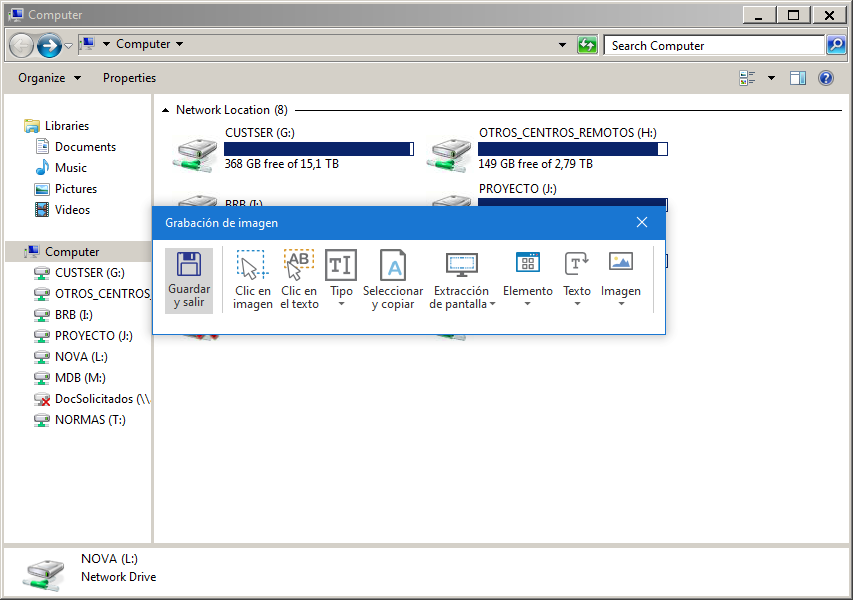 Computer
Computer
Search Computer
Organize
Properties
Libraries
Documents
Music
Pictures
Videos
Computer
CUSTSER (G:)
OTROS_CENTROS_
BRB (I:)
PROYECTO (J:)
NOVA (L:)
MDB (M:)
DocSolicitados (\\
NORMAS (T:)
Network Location (8)
CUSTSER (G:)
368 GB free of 15,1 TB
OTROS_CENTROS_REMOTOS (H:)
149 GB free of 2,79 TB
BRB (I:)
PROYECTO (J:)
Grabación de imagen
Guardar
y salir
Clic en
imagen
AB
Clic en
el texto
TI
Tipo
A
Seleccionar
y copiar
Extracción
de pantalla
Elemento
T
Texto
Imagen
NOVA (L:)
Network Drive